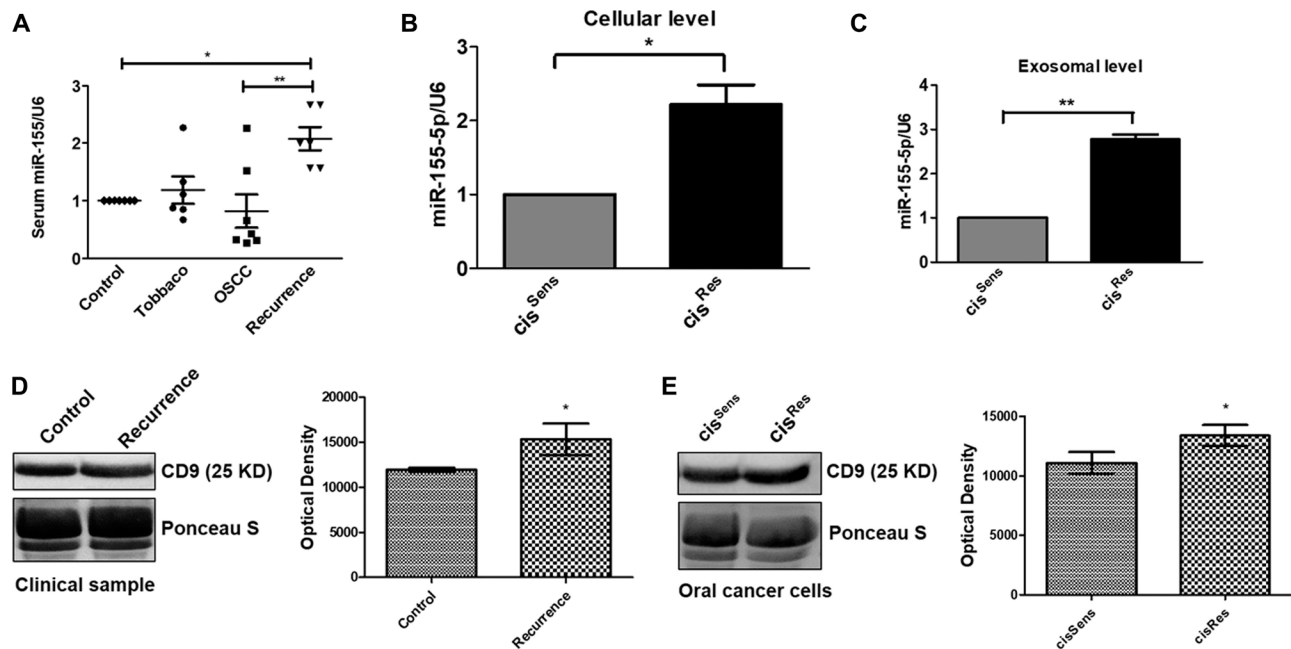 A
Serum miR-155/U6
3
2
1
0
*
**
Control
Tobbaco
OSCC
Recurrence
B
Cellular level
miR-155-5p/U6
3
2
1
0
*
cis^Sens
cis^Res
C
Exosomal level
miR-155-5p/U6
4
3
2
1
0
**
cis^Sens
cis^Res
D
Control
Recurrence
CD9 (25 KD)
Ponceau S
Clinical sample
Optical Density
20000
15000
10000
5000
0
*
Control
Recurrence
E
cis^Sens
cis^Res
CD9 (25 KD)
Ponceau S
Oral cancer cells
Optical Density
15000
10000
5000
0
*
cisSens
cisRes